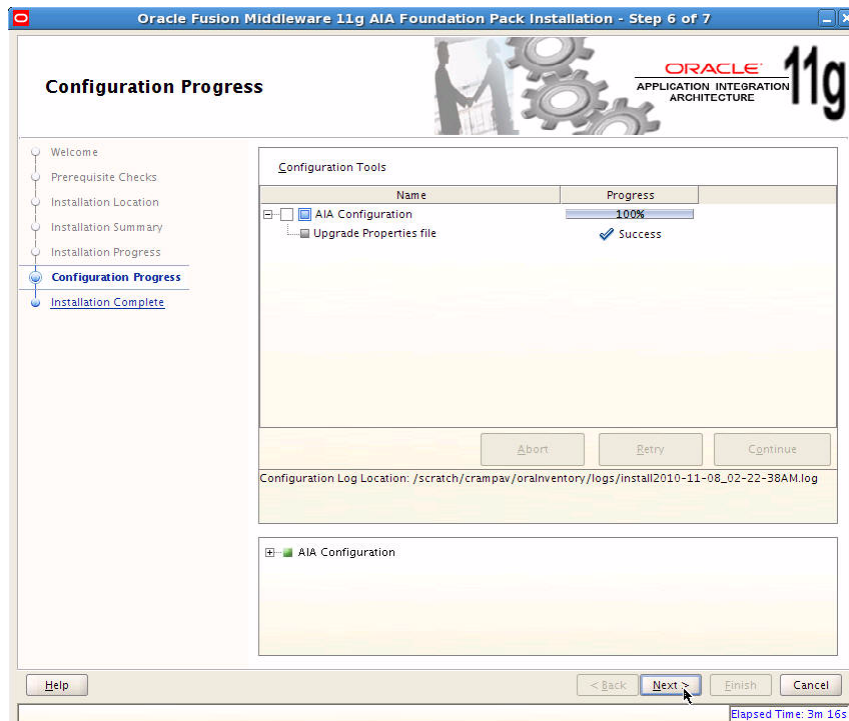 Oracle Fusion Middleware 11g AIA Foundation Pack Installation - Step 6 of 7
Configuration Progress
ORACLE
APPLICATION INTEGRATION
ARCHITECTURE
11g
Welcome
Prerequisite Checks
Installation Location
Installation Summary
Installation Progress
Configuration Progress
Installation Complete
Configuration Tools
Name Progress
AIA Configuration 100%
Upgrade Properties file Success
Abort Retry Continue
Configuration Log Location: /scratch/crampav/oraInventory/logs/install2010-11-08_02-22-38AM.log
AIA Configuration
Help < Back Next > Finish Cancel
Elapsed Time: 3m 16s